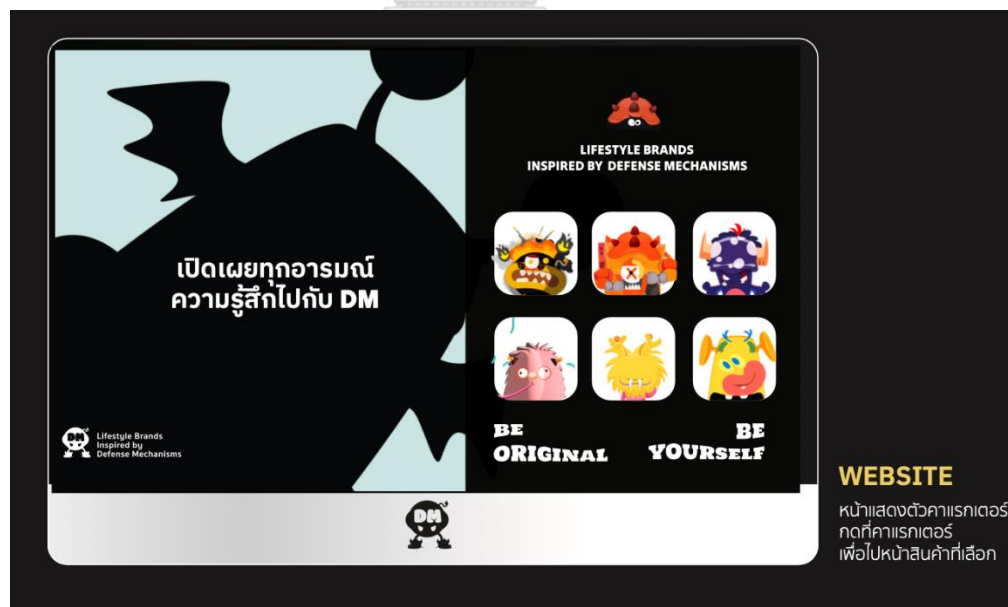 เปิดเผยทุกอารมณ์
ความรู้สึกไปกับ DM
DM
Lifestyle Brands
Inspired by
Defense Mechanisms
LIFESTYLE BRANDS
INSPIRED BY DEFENSE MECHANISMS
BE
ORIGINAL
BE
YOURSELF
DM
WEBSITE
หน้าแสดงตัวคาแรกเตอร์
กดที่คาแรกเตอร์
เพื่อไปหน้าสินค้าที่เลือก